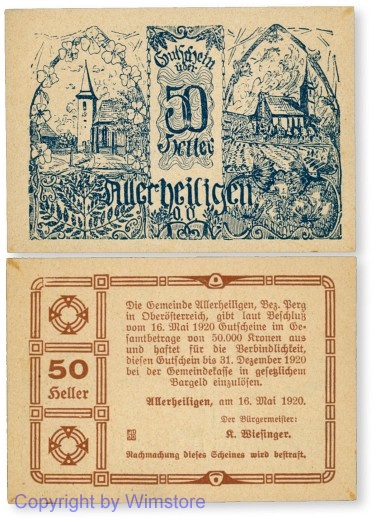 Gutschein
über
50
Heller
Allerheiligen
O.Ö.
Die Gemeinde Allerheiligen, Bez. Perg
in Oberösterreich, gibt laut Beschluß
vom 16. Mai 1920 Gutscheine im Ge-
samtbetrage von 50.000 Kronen aus
und haftet für die Verbindlichkeit,
diesen Gutschein bis 31. Dezember 1920
bei der Gemeindekasse in gesetzlichem
Bargeld einzulösen.
50
Heller
Allerheiligen, am 16. Mai 1920.
Der Bürgermeister:
K. Wiesinger.
Nachmachung dieses Scheines wird bestraft.
Copyright by Wimstore